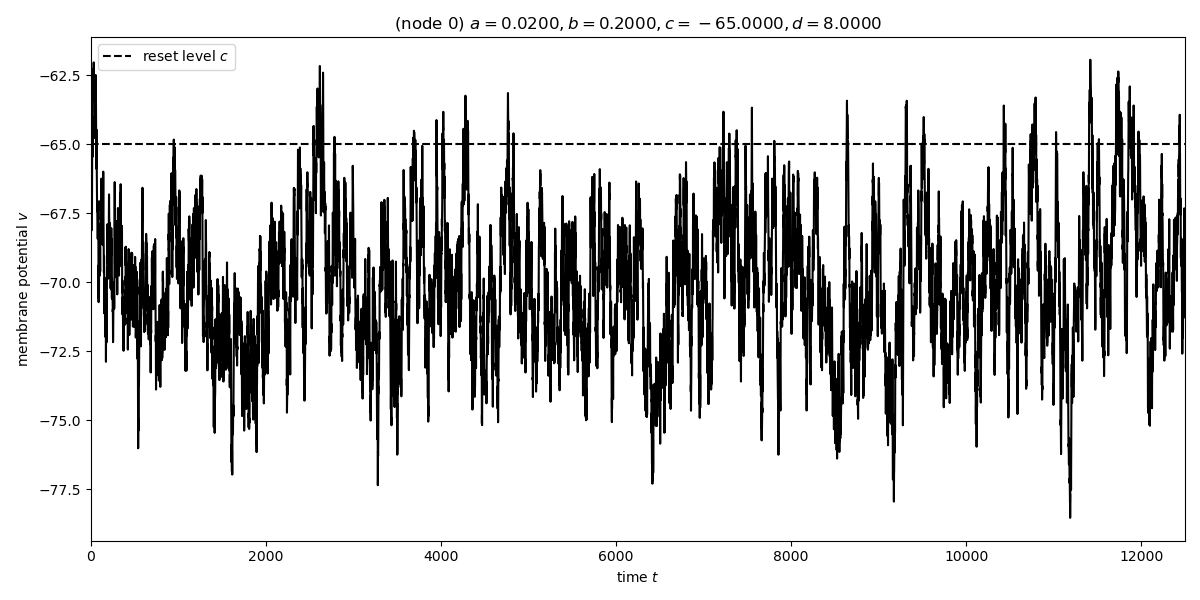 (node 0) a = 0.0200, b = 0.2000, c = −65.0000, d = 8.0000
reset level c
−62.5
−65.0
−67.5
−70.0
−72.5
−75.0
−77.5
membrane potential v
0 2000 4000 6000 8000 10000 12000
time t